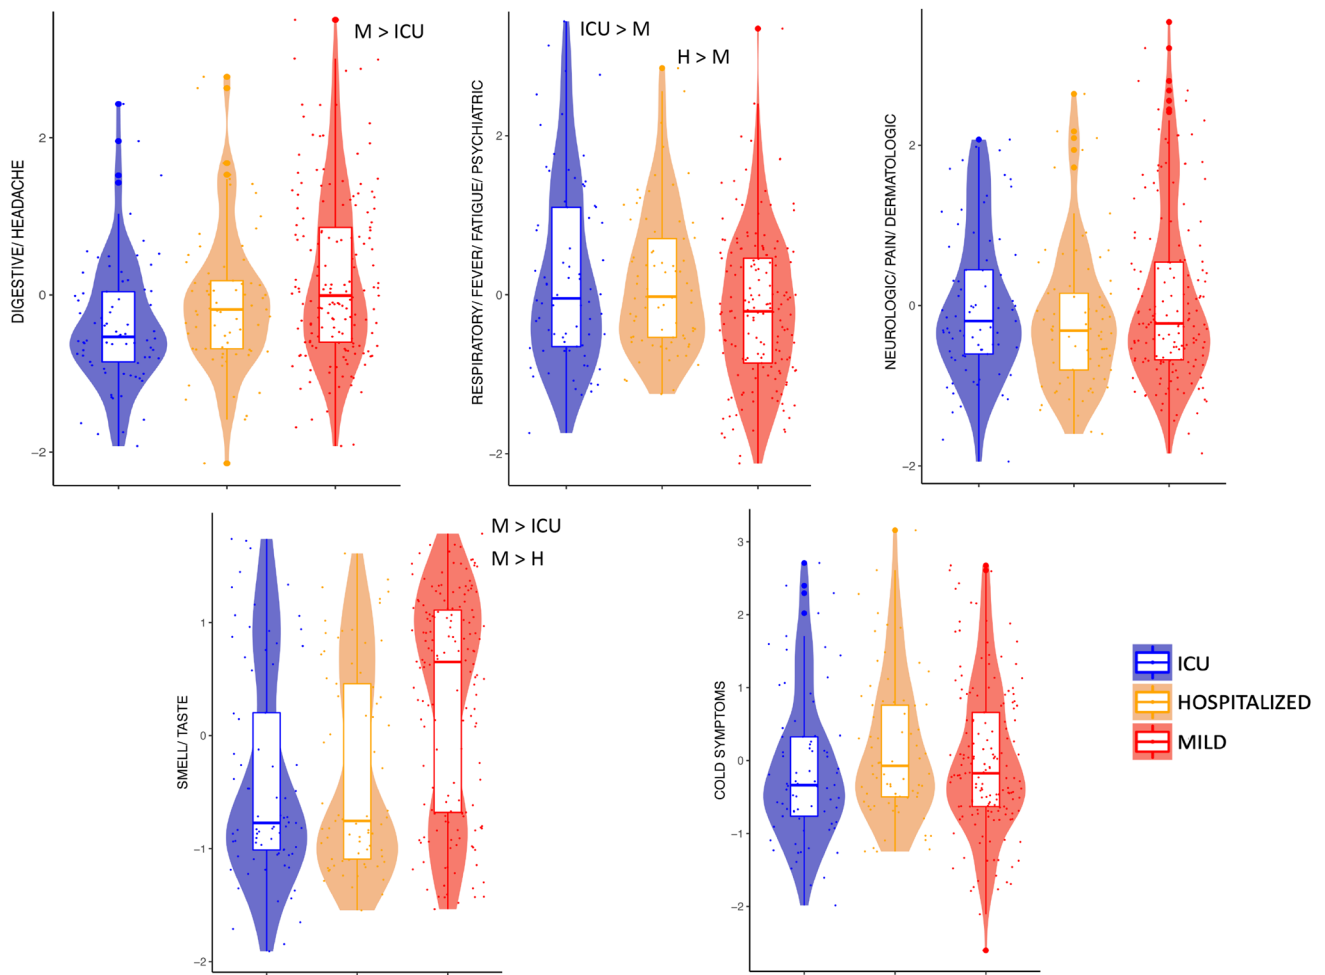 DIGESTIVE/ HEADACHE
2
0
−2
M > ICU
RESPIRATORY/ FEVER/ FATIGUE/ PSYCHIATRIC
2
0
−2
ICU > M
H > M
NEUROLOGIC/ PAIN/ DERMATOLOGIC
2
0
−2
SMELL/ TASTE
1
0
−1
−2
M > ICU
M > H
COLD SYMPTOMS
3
2
1
0
−1
−2
ICU
HOSPITALIZED
MILD